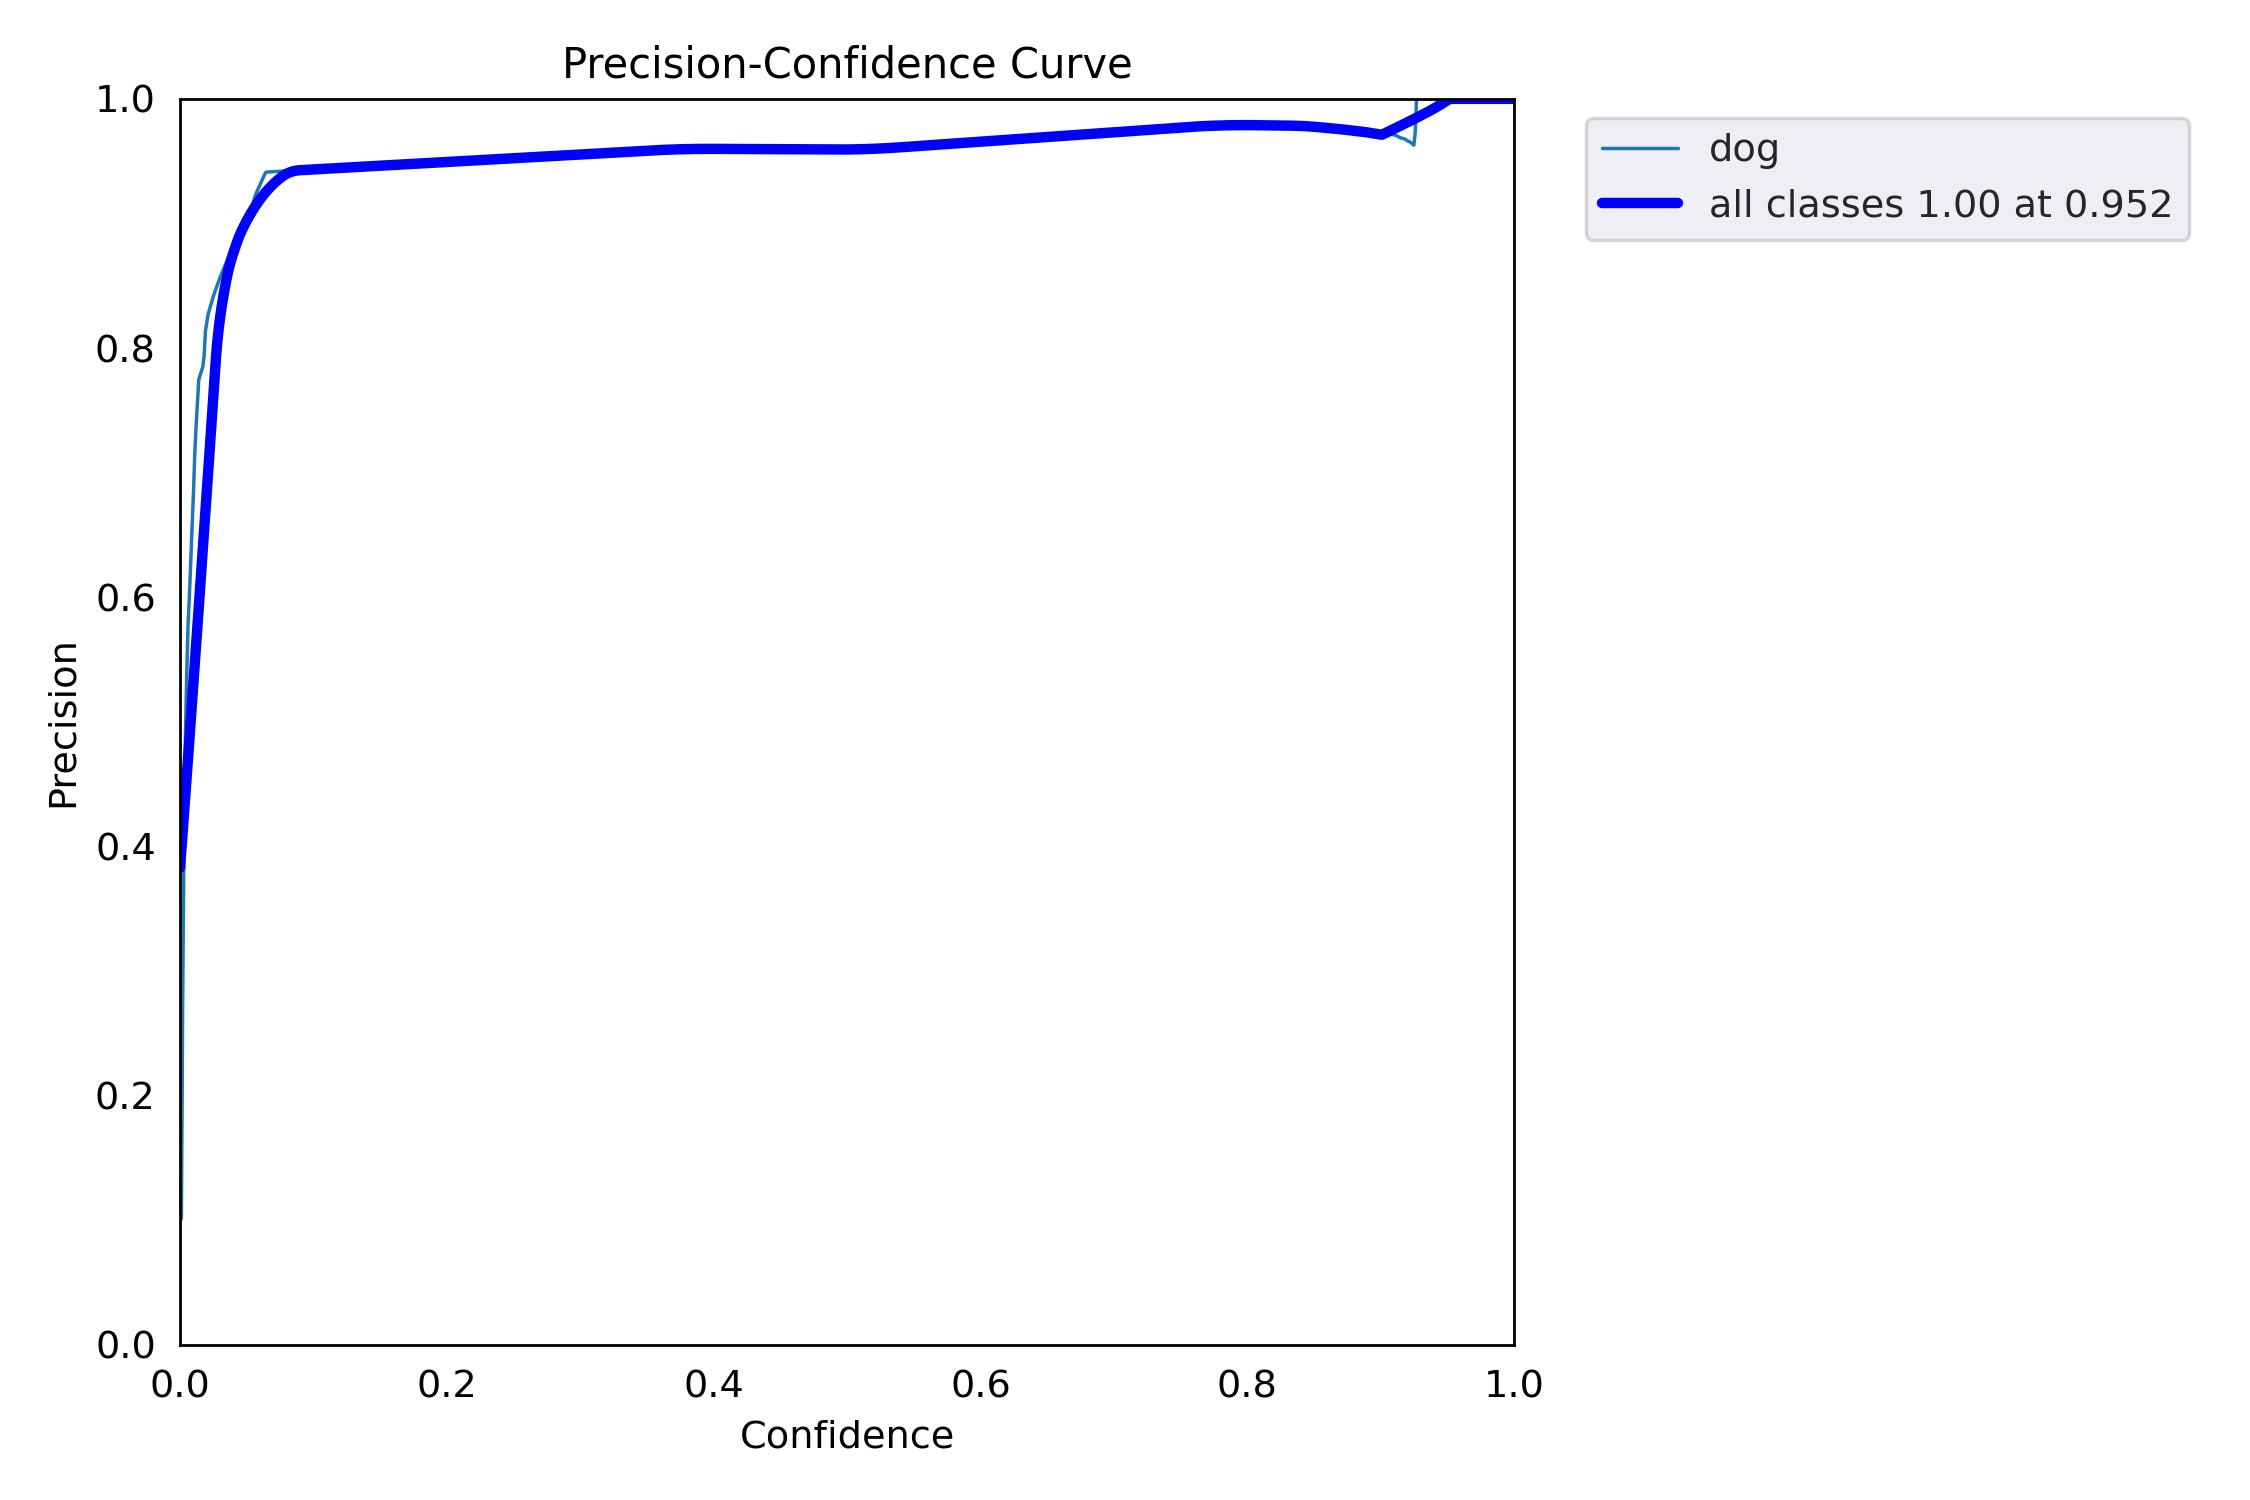 Precision-Confidence Curve
1.0
0.8
0.6
0.4
0.2
0.0
Precision
0.0 0.2 0.4 0.6 0.8 1.0
Confidence
dog
all classes 1.00 at 0.952